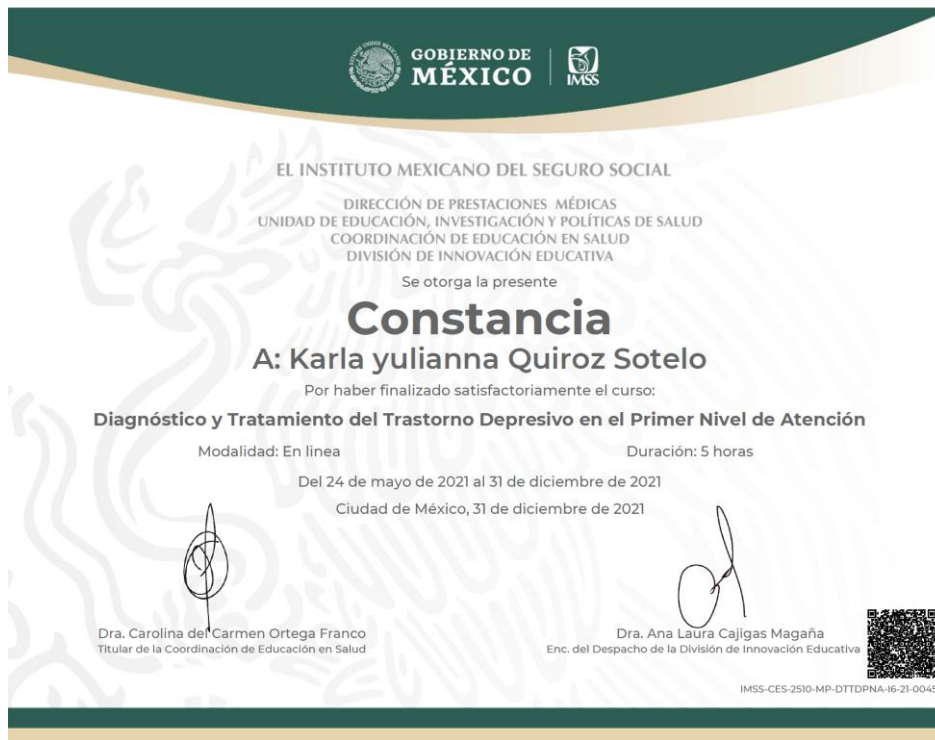 GOBIERNO DE
MÉXICO
IMSS
EL INSTITUTO MEXICANO DEL SEGURO SOCIAL
DIRECCIÓN DE PRESTACIONES MÉDICAS
UNIDAD DE EDUCACIÓN, INVESTIGACIÓN Y POLÍTICAS DE SALUD
COORDINACIÓN DE EDUCACIÓN EN SALUD
DIVISIÓN DE INNOVACIÓN EDUCATIVA
Se otorga la presente
Constancia
A: Karla yulianna Quiroz Sotelo
Por haber finalizado satisfactoriamente el curso:
Diagnóstico y Tratamiento del Trastorno Depresivo en el Primer Nivel de Atención
Modalidad: En linea Duración: 5 horas
Del 24 de mayo de 2021 al 31 de diciembre de 2021
Ciudad de México, 31 de diciembre de 2021
Dra. Carolina del Carmen Ortega Franco Dra. Ana Laura Cajigas Magaña
Titular de la Coordinación de Educación en Salud Enc. del Despacho de la División de Innovación Educativa
IMSS-CES-2510-MP-DTTDPNA-I6-21-0045